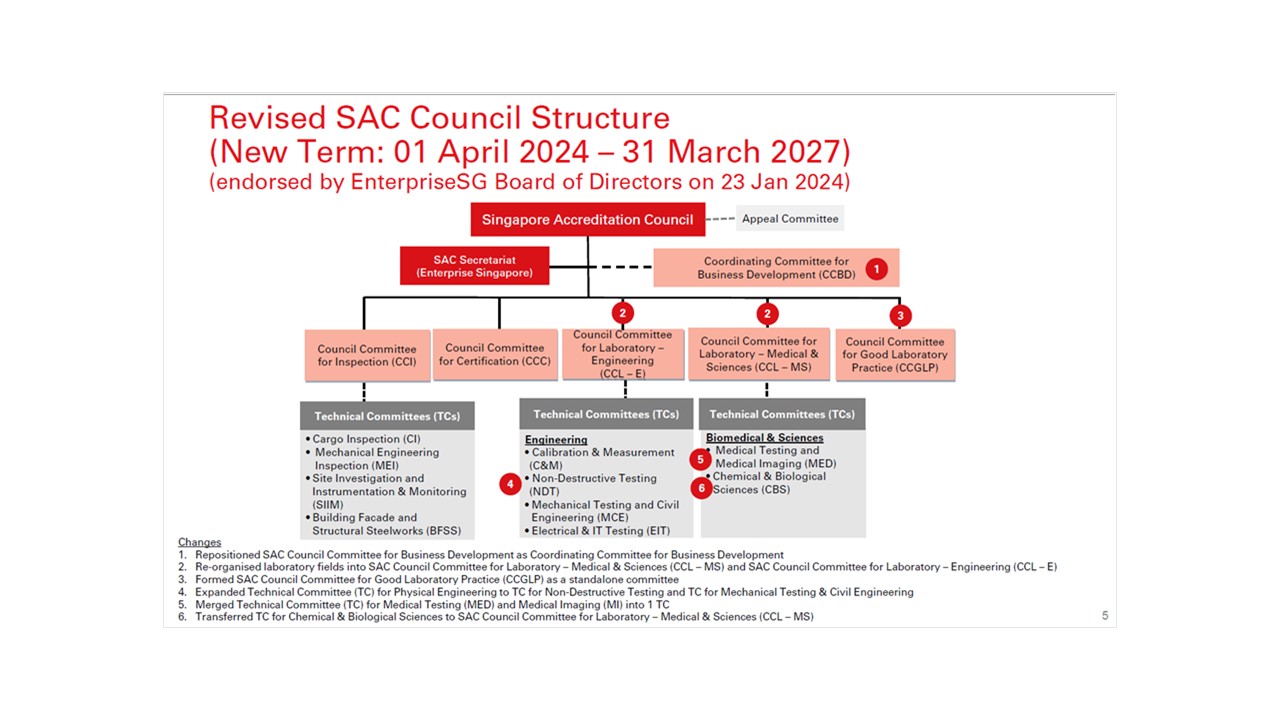 Revised SAC Council Structure
(New Term: 01 April 2024 – 31 March 2027)
(endorsed by EnterpriseSG Board of Directors on 23 Jan 2024)
Singapore Accreditation Council
Appeal Committee
SAC Secretariat
(Enterprise Singapore)
Coordinating Committee for
Business Development (CCBD)
1
2
2
3
Council Committee
for Inspection (CCI)
Council Committee
for Certification (CCC)
Council Committee
for Laboratory –
Engineering
(CCL – E)
Council Committee for
Laboratory – Medical &
Sciences (CCL – MS)
Council Committee
for Good Laboratory
Practice (CCGLP)
Technical Committees (TCs)
• Cargo Inspection (CI)
• Mechanical Engineering
Inspection (MEI)
• Site Investigation and
Instrumentation & Monitoring
(SIIM)
• Building Facade and
Structural Steelworks (BFSS)
Technical Committees (TCs)
Engineering
• Calibration & Measurement
(C&M)
4
• Non-Destructive Testing
(NDT)
• Mechanical Testing and Civil
Engineering (MCE)
• Electrical & IT Testing (EIT)
Technical Committees (TCs)
Biomedical & Sciences
5
• Medical Testing and
Medical Imaging (MED)
6
• Chemical & Biological
Sciences (CBS)
Changes
1. Repositioned SAC Council Committee for Business Development as Coordinating Committee for Business Development
2. Re-organised laboratory fields into SAC Council Committee for Laboratory – Medical & Sciences (CCL – MS) and SAC Council Committee for Laboratory – Engineering (CCL – E)
3. Formed SAC Council Committee for Good Laboratory Practice (CCGLP) as a standalone committee
4. Expanded Technical Committee (TC) for Physical Engineering to TC for Non-Destructive Testing and TC for Mechanical Testing & Civil Engineering
5. Merged Technical Committee (TC) for Medical Testing (MED) and Medical Imaging (MI) into 1 TC
6. Transferred TC for Chemical & Biological Sciences to SAC Council Committee for Laboratory – Medical & Sciences (CCL – MS)
5